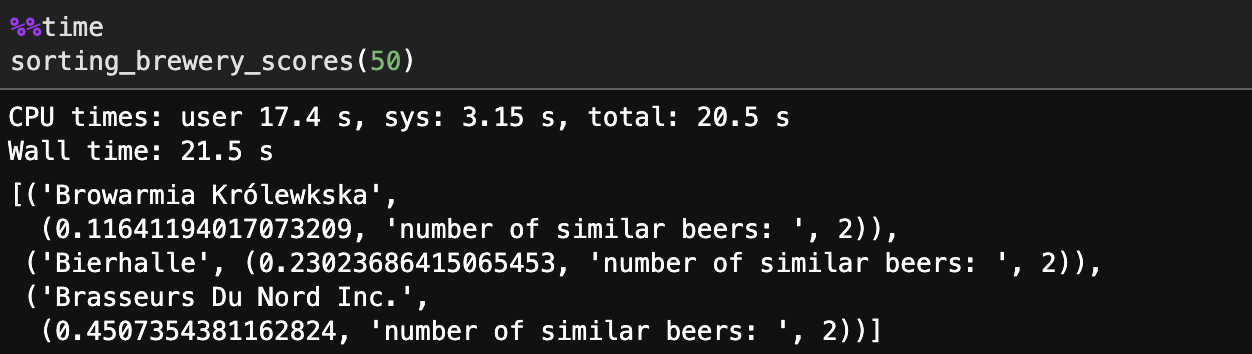 %%time
sorting_brewery_scores(50)
CPU times: user 17.4 s, sys: 3.15 s, total: 20.5 s
Wall time: 21.5 s
[('Browarmia Królewkska',
(0.11641194017073209, 'number of similar beers: ', 2)),
('Bierhalle', (0.23023686415065453, 'number of similar beers: ', 2)),
('Brasseurs Du Nord Inc.',
(0.4507354381162824, 'number of similar beers: ', 2))]